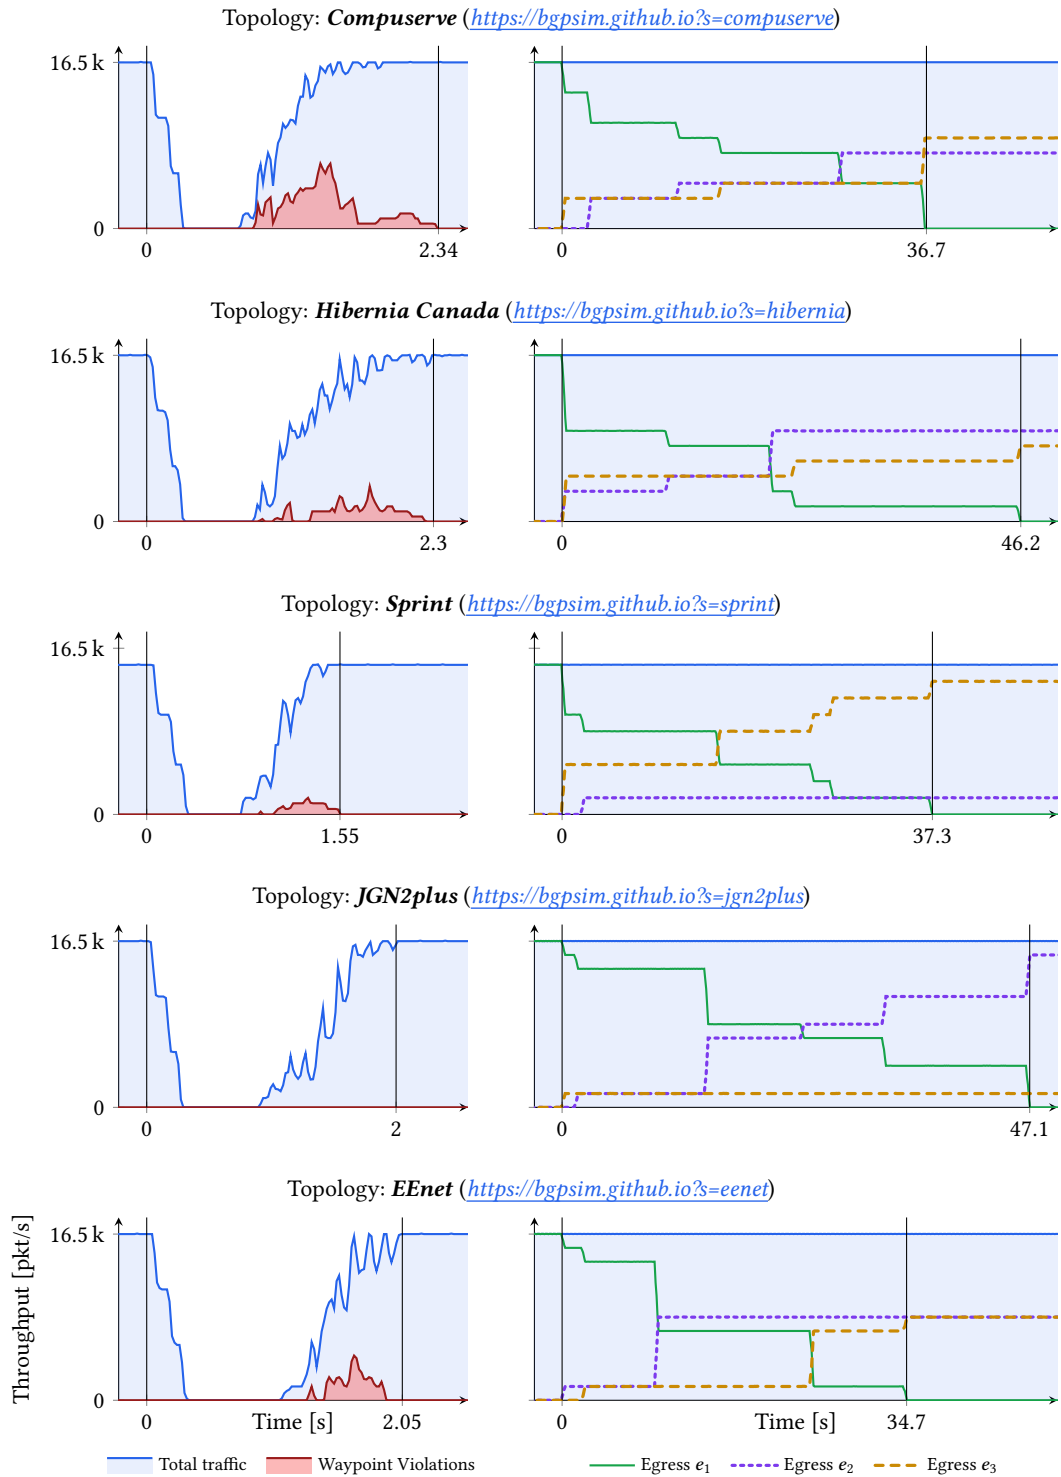 Topology: Compuserve (https://bgpsim.github.io?s=compuserve)
16.5 k
0
0 2.34 0 36.7
Topology: Hibernia Canada (https://bgpsim.github.io?s=hibernia)
16.5 k
0
0 2.3 0 46.2
Topology: Sprint (https://bgpsim.github.io?s=sprint)
16.5 k
0
0 1.55 0 37.3
Topology: JGN2plus (https://bgpsim.github.io?s=jgn2plus)
16.5 k
0
0 2 0 47.1
Topology: EEnet (https://bgpsim.github.io?s=eenet)
Throughput [pkt/s]
16.5 k
0
0 Time [s] 2.05 0 Time [s] 34.7
Total traffic Waypoint Violations Egress e1 Egress e2 Egress e3